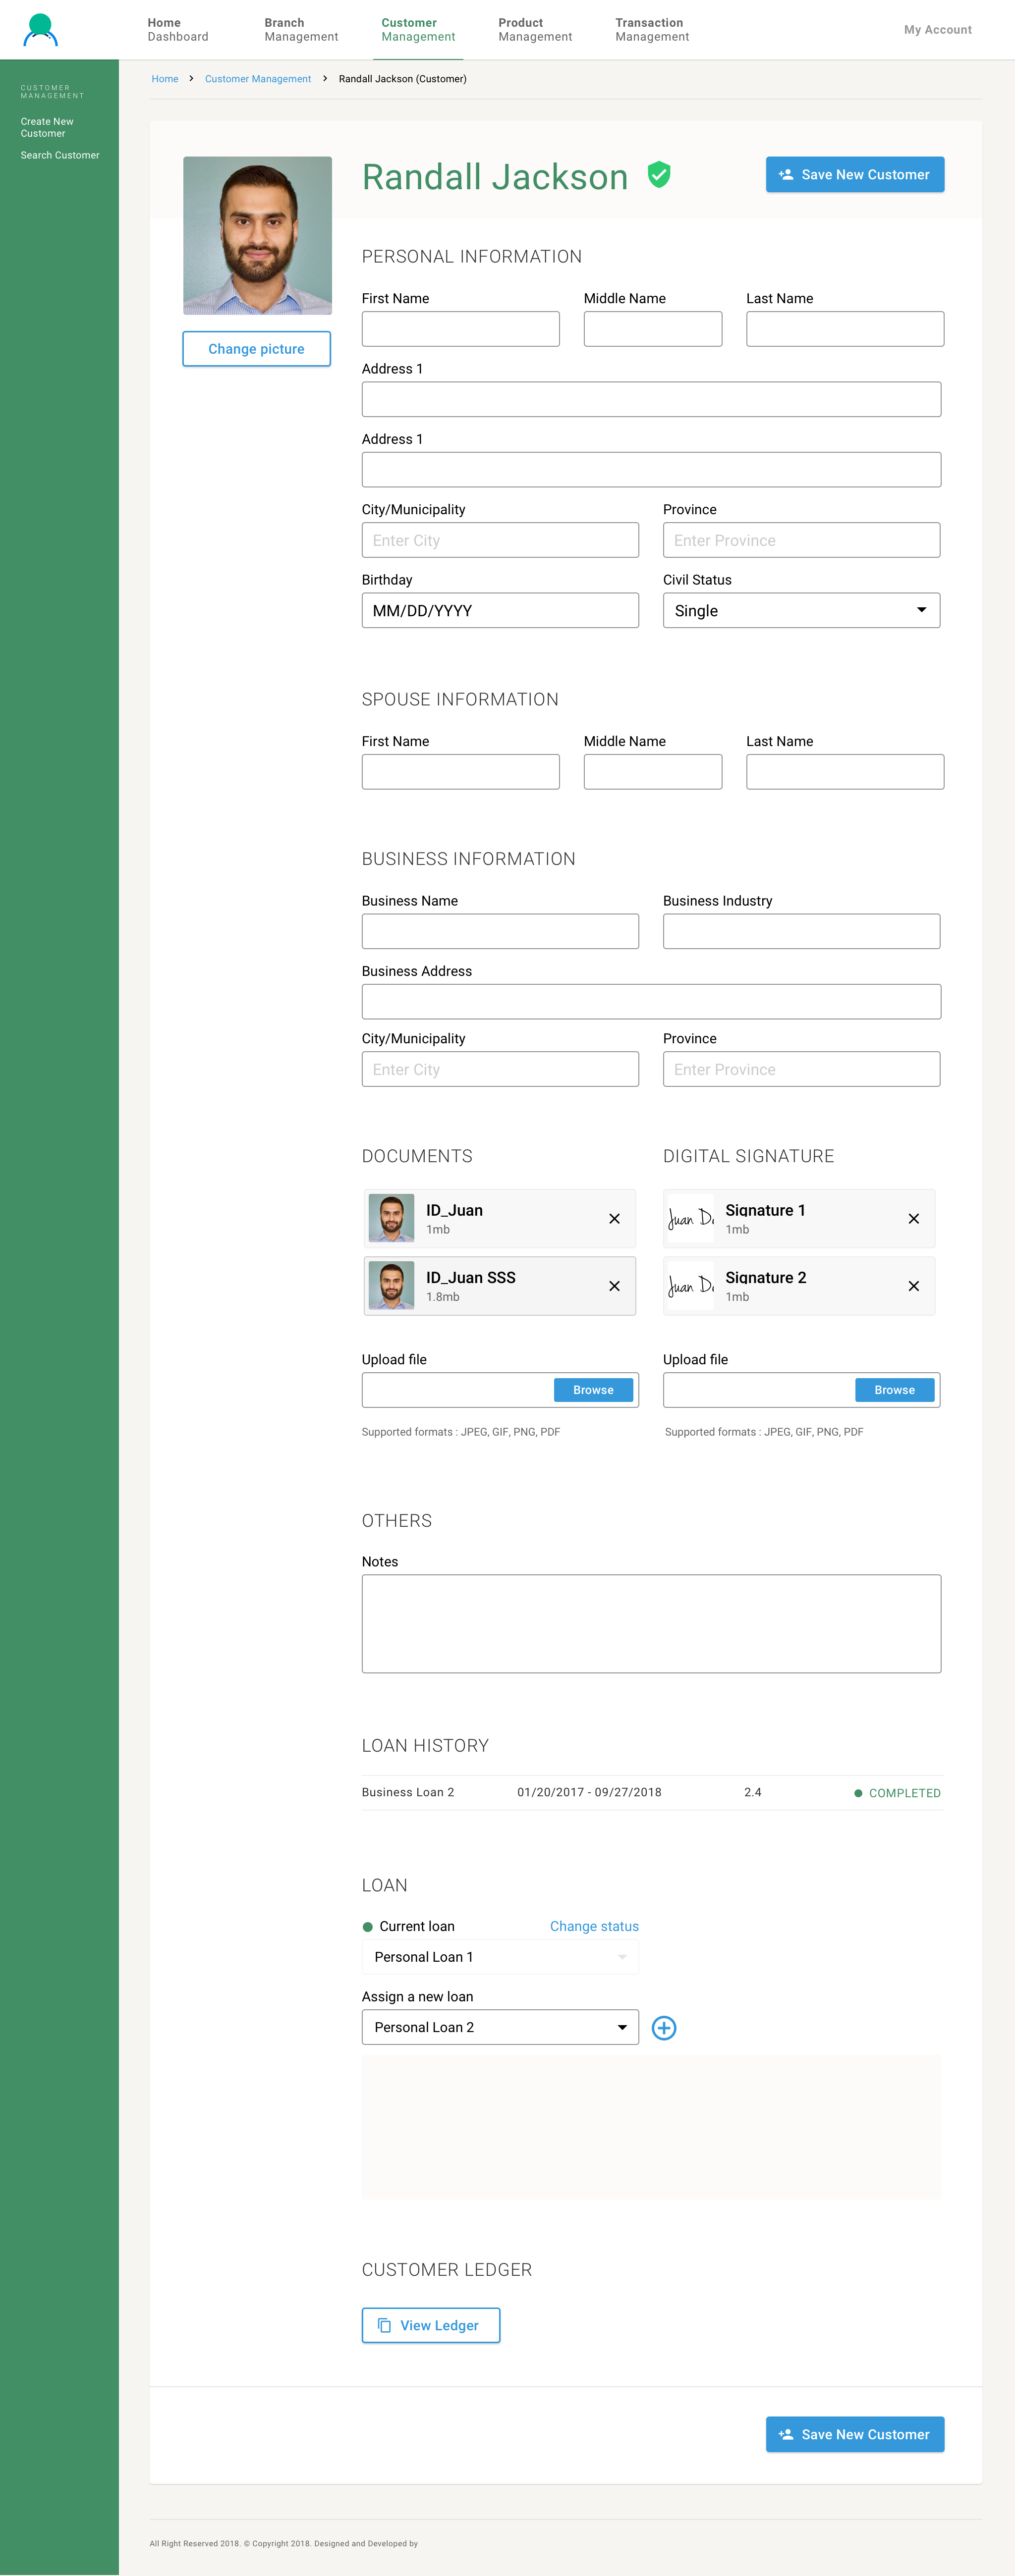 Home
Dashboard
Branch
Management
Customer
Management
Product
Management
Transaction
Management
My Account
CUSTOMER
MANAGEMENT
Create New
Customer
Search Customer
Home > Customer Management > Randall Jackson (Customer)
Randall Jackson
Save New Customer
Change picture
PERSONAL INFORMATION
First Name Middle Name Last Name
Address 1
Address 1
City/Municipality Province
Enter City Enter Province
Birthday Civil Status
MM/DD/YYYY Single
SPOUSE INFORMATION
First Name Middle Name Last Name
BUSINESS INFORMATION
Business Name Business Industry
Business Address
City/Municipality Province
Enter City Enter Province
DOCUMENTS
ID_Juan
1mb
ID_Juan SSS
1.8mb
Upload file
Browse
Supported formats : JPEG, GIF, PNG, PDF
DIGITAL SIGNATURE
Juan
Signature 1
1mb
Juan
Signature 2
1mb
Upload file
Browse
Supported formats : JPEG, GIF, PNG, PDF
OTHERS
Notes
LOAN HISTORY
Business Loan 2 01/20/2017 - 09/27/2018 2.4 COMPLETED
LOAN
Current loan Change status
Personal Loan 1
Assign a new loan
Personal Loan 2
CUSTOMER LEDGER
View Ledger
Save New Customer
All Right Reserved 2018. © Copyright 2018. Designed and Developed by